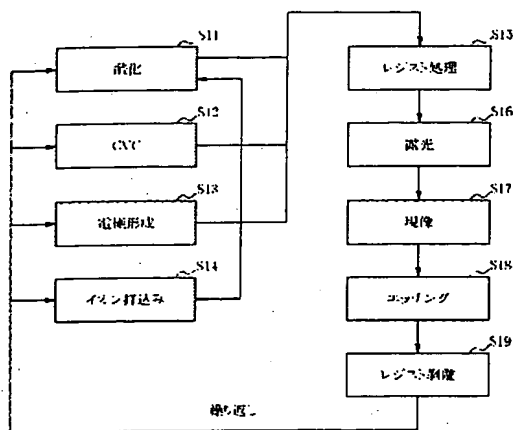 S11
酸化
S12
CVC
S13
電極形成
S14
イオン打込み
S15
レジスト処理
S16
露光
S17
現像
S18
エッチング
S19
レジスト剥離
繰り返し